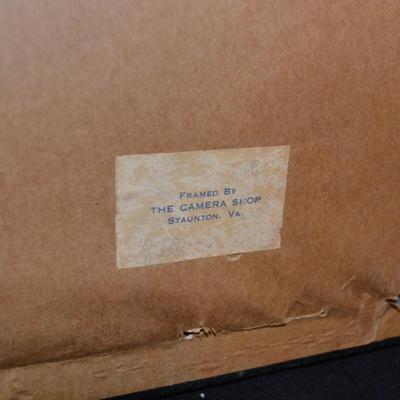 FRAMED BY
THE CAMERA SHOP
STAUNTON, VA.